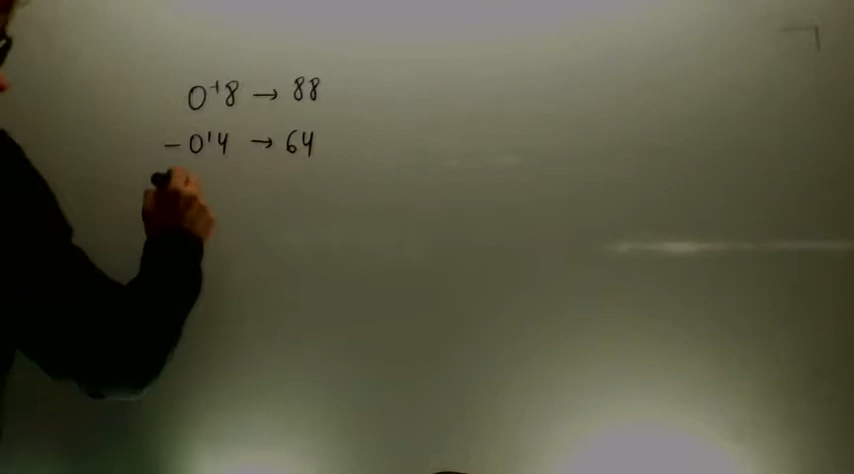 0'8 → 88
- 0'4 → 64